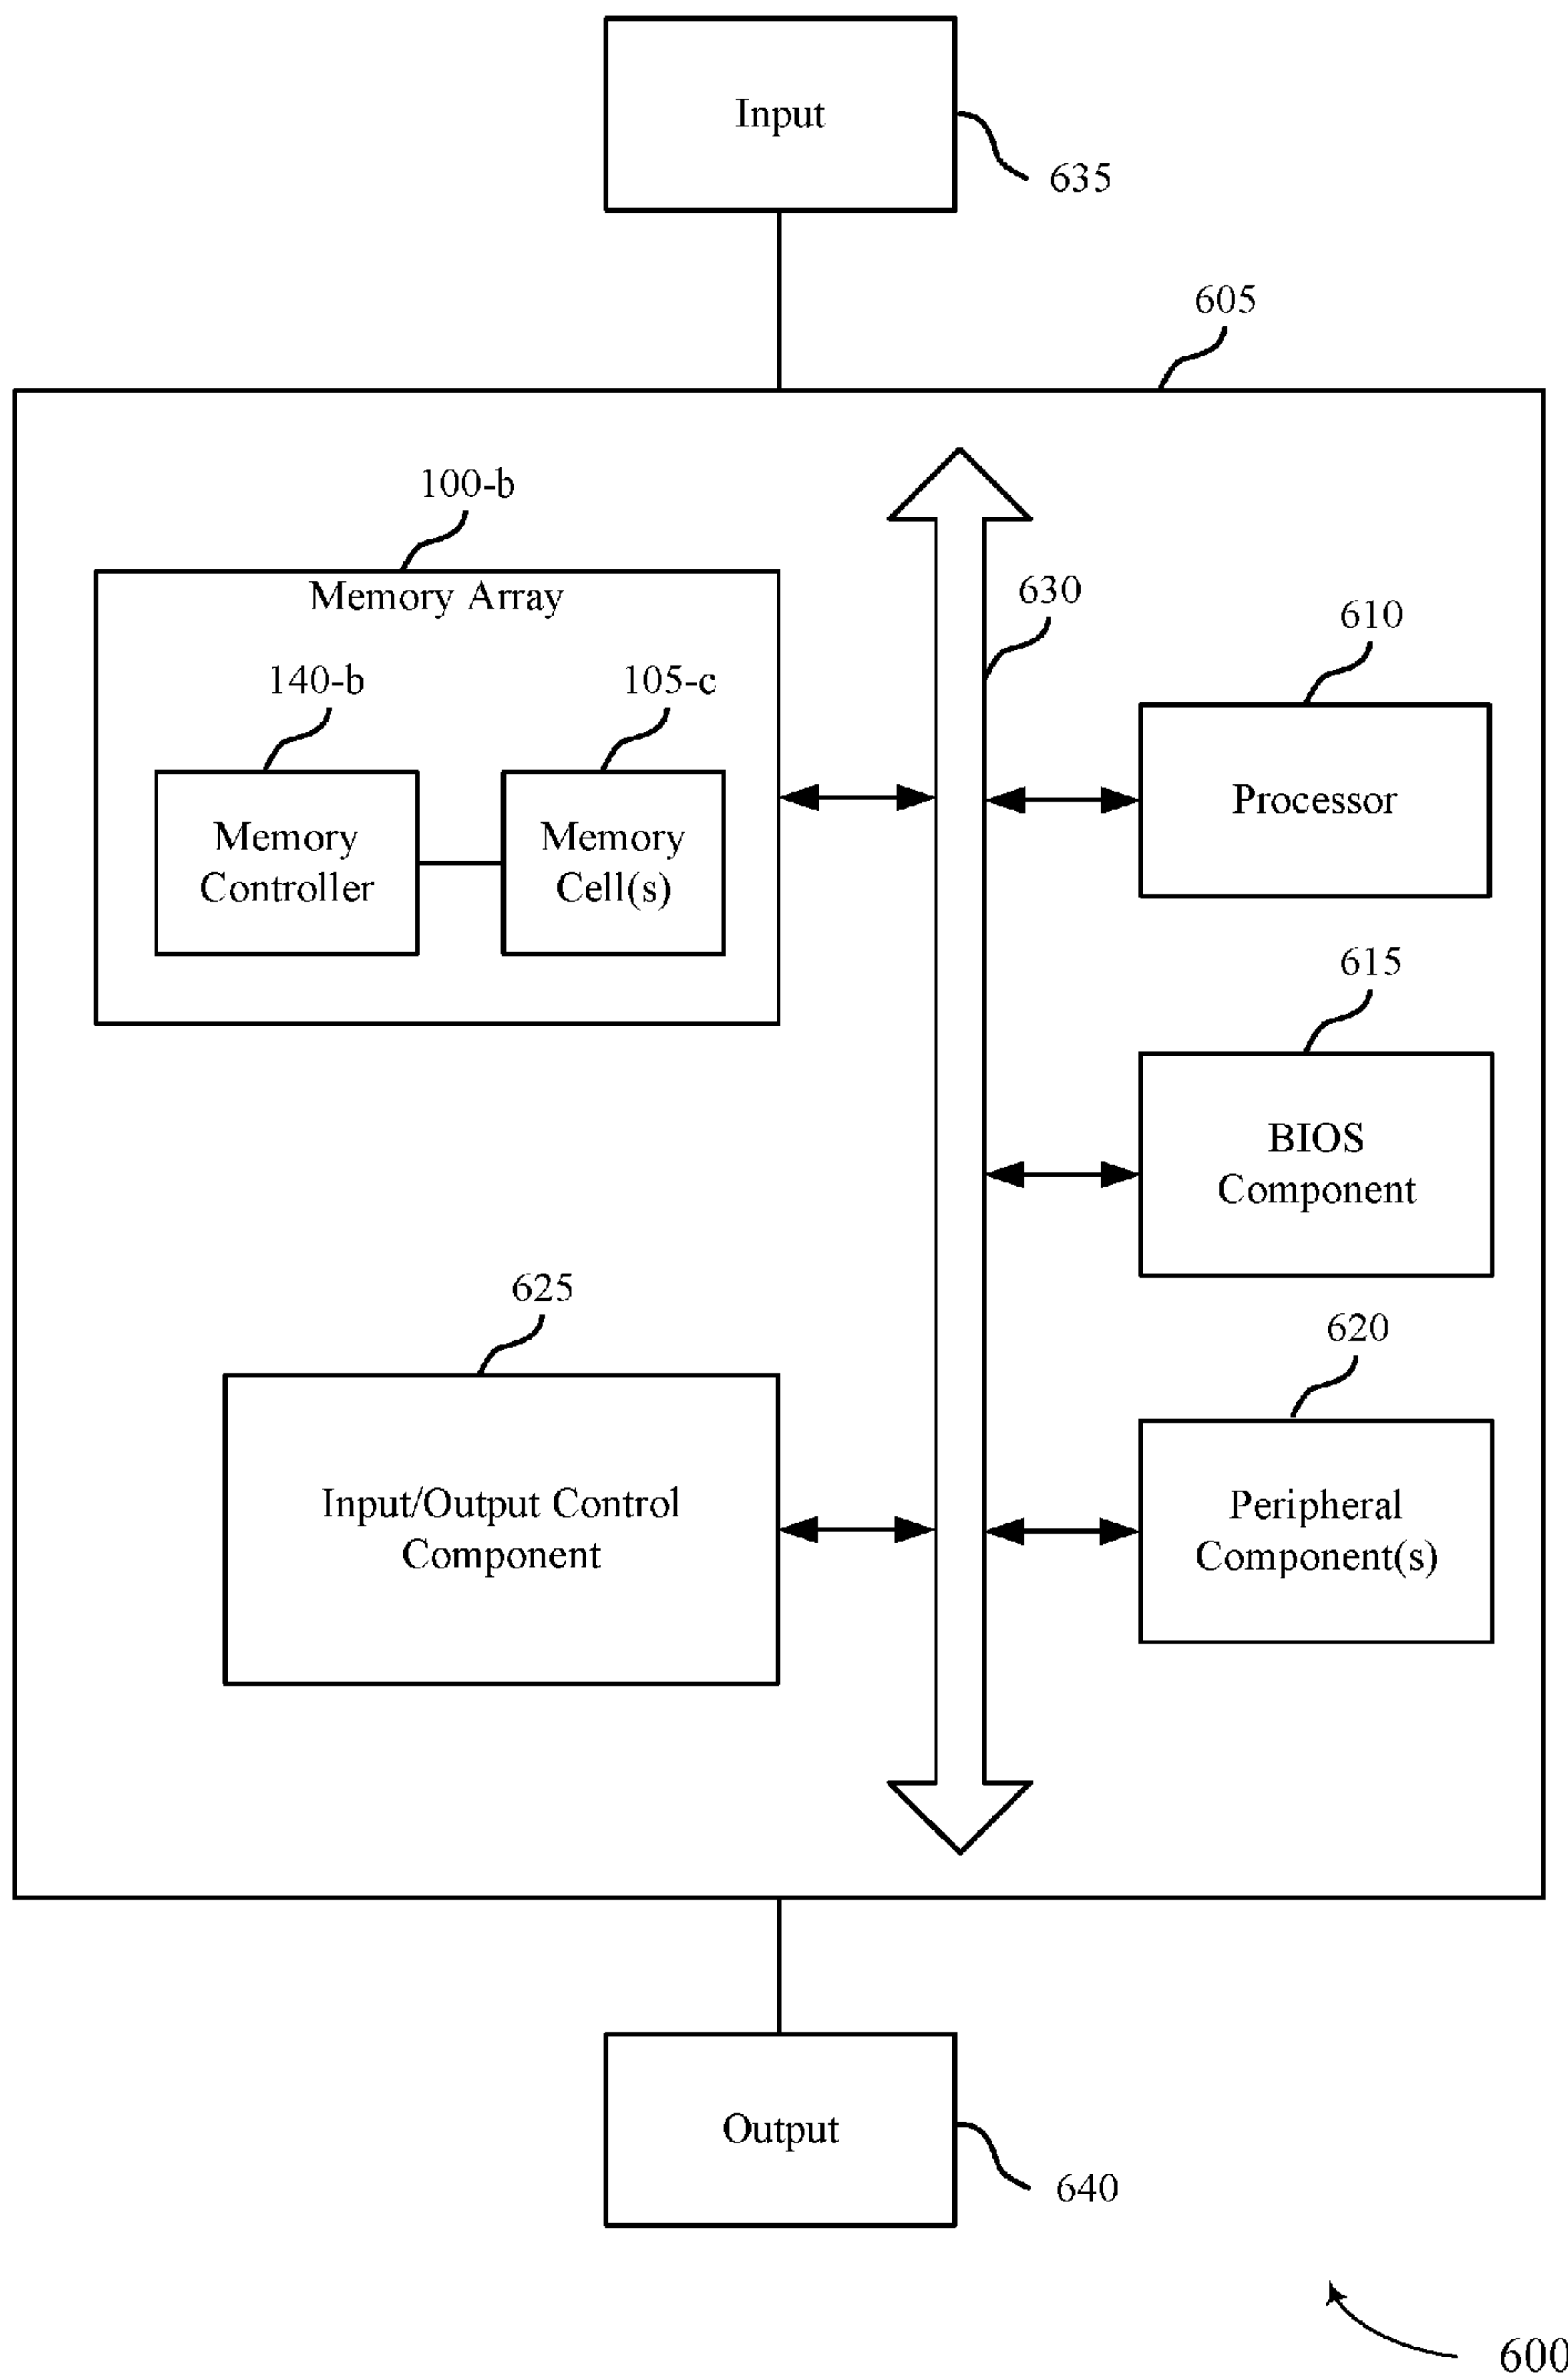 Input
635
605
100-b
Memory Array
630
610
140-b
105-c
Memory
Controller
Memory
Cell(s)
Processor
615
BIOS
Component
625
620
Input/Output Control
Component
Peripheral
Component(s)
Output
640
600